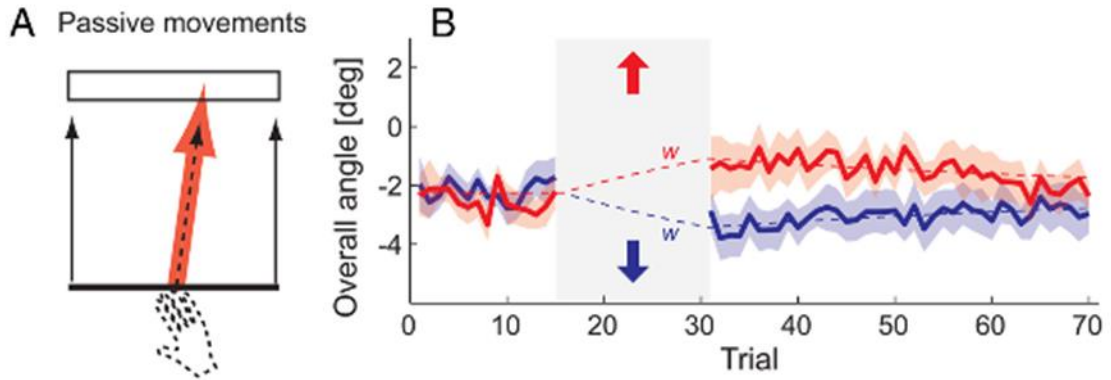 A Passive movements
B
Overall angle [deg]
2
0
-2
-4
w
w
0 10 20 30 40 50 60 70
Trial